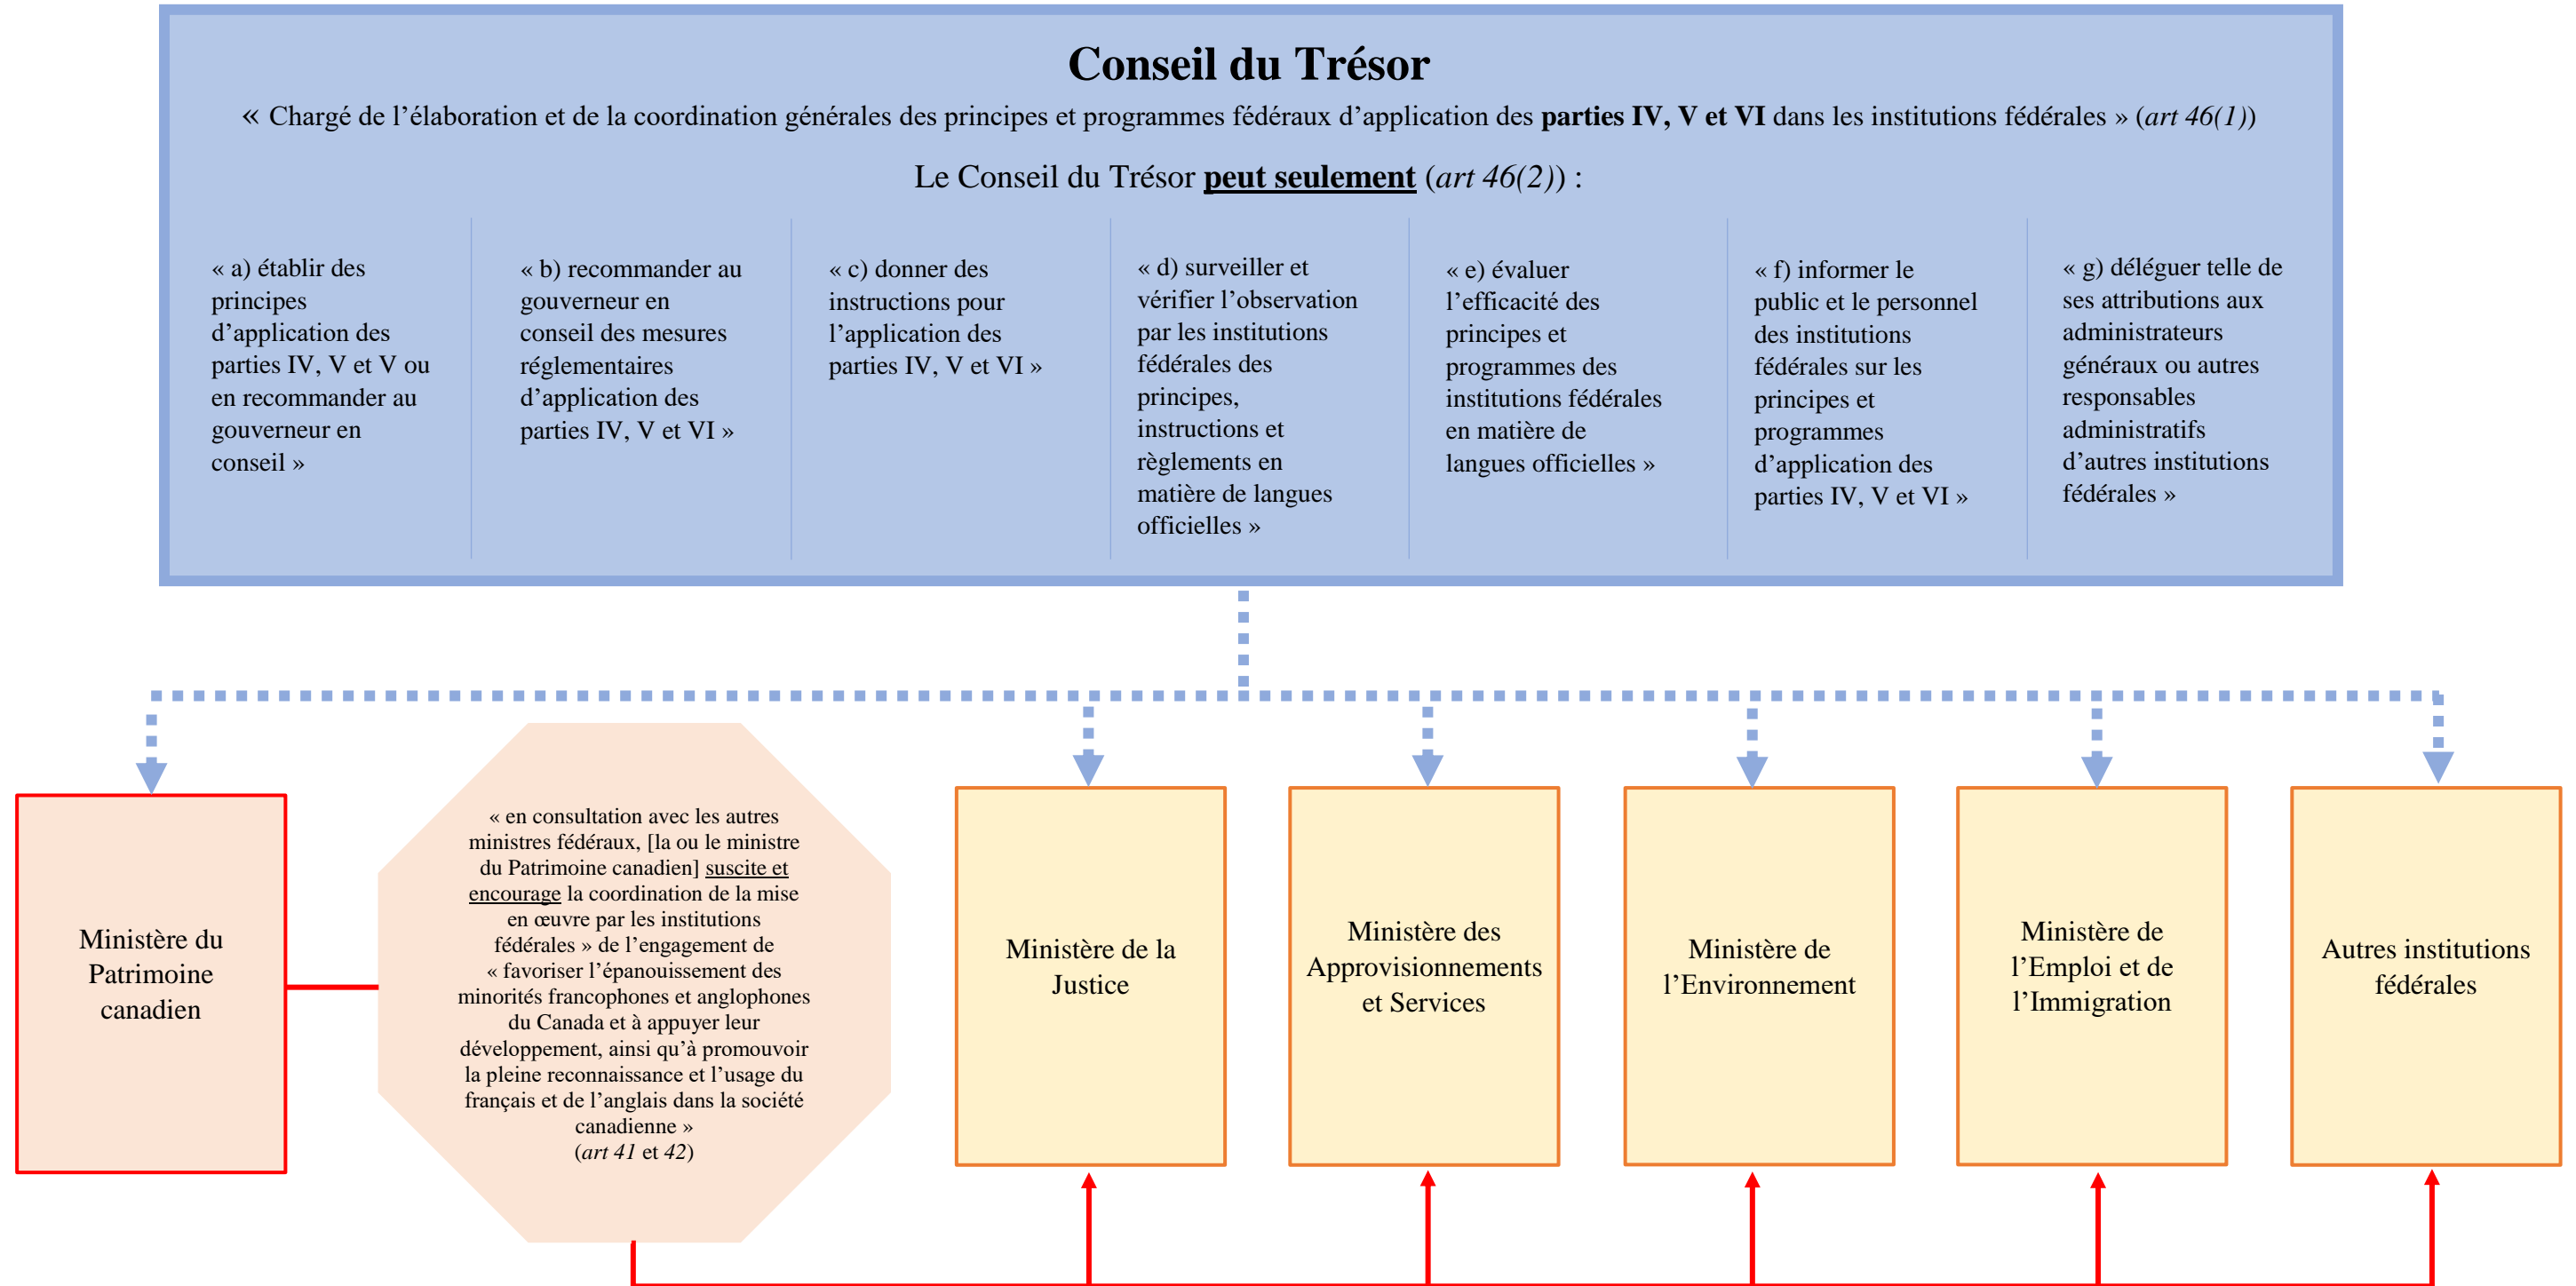 Conseil du Trésor
« Chargé de l’élaboration et de la coordination générales des principes et programmes fédéraux d’application des parties IV, V et VI dans les institutions fédérales » (art 46(1))
Le Conseil du Trésor peut seulement (art 46(2)) :
« a) établir des
principes
d’application des
parties IV, V et V ou
en recommander au
gouverneur en
conseil »
« b) recommander au
gouverneur en
conseil des mesures
réglementaires
d’application des
parties IV, V et VI »
« c) donner des
instructions pour
l’application des
parties IV, V et VI »
« d) surveiller et
vérifier l’observation
par les institutions
fédérales des
principes,
instructions et
règlements en
matière de langues
officielles »
« e) évaluer
l’efficacité des
principes et
programmes des
institutions fédérales
en matière de
langues officielles »
« f) informer le
public et le personnel
des institutions
fédérales sur les
principes et
programmes
d’application des
parties IV, V et VI »
« g) déléguer telle de
ses attributions aux
administrateurs
généraux ou autres
responsables
administratifs
d’autres institutions
fédérales »
Ministère du
Patrimoine
canadien
« en consultation avec les autres
ministres fédéraux, [la ou le ministre
du Patrimoine canadien] suscite et
encourage la coordination de la mise
en œuvre par les institutions
fédérales » de l’engagement de
« favoriser l’épanouissement des
minorités francophones et anglophones
du Canada et à appuyer leur
développement, ainsi qu’à promouvoir
la pleine reconnaissance et l’usage du
français et de l’anglais dans la société
canadienne »
(art 41 et 42)
Ministère de la
Justice
Ministère des
Approvisionnements
et Services
Ministère de
l’Environnement
Ministère de
l’Emploi et de
l’Immigration
Autres institutions
fédérales